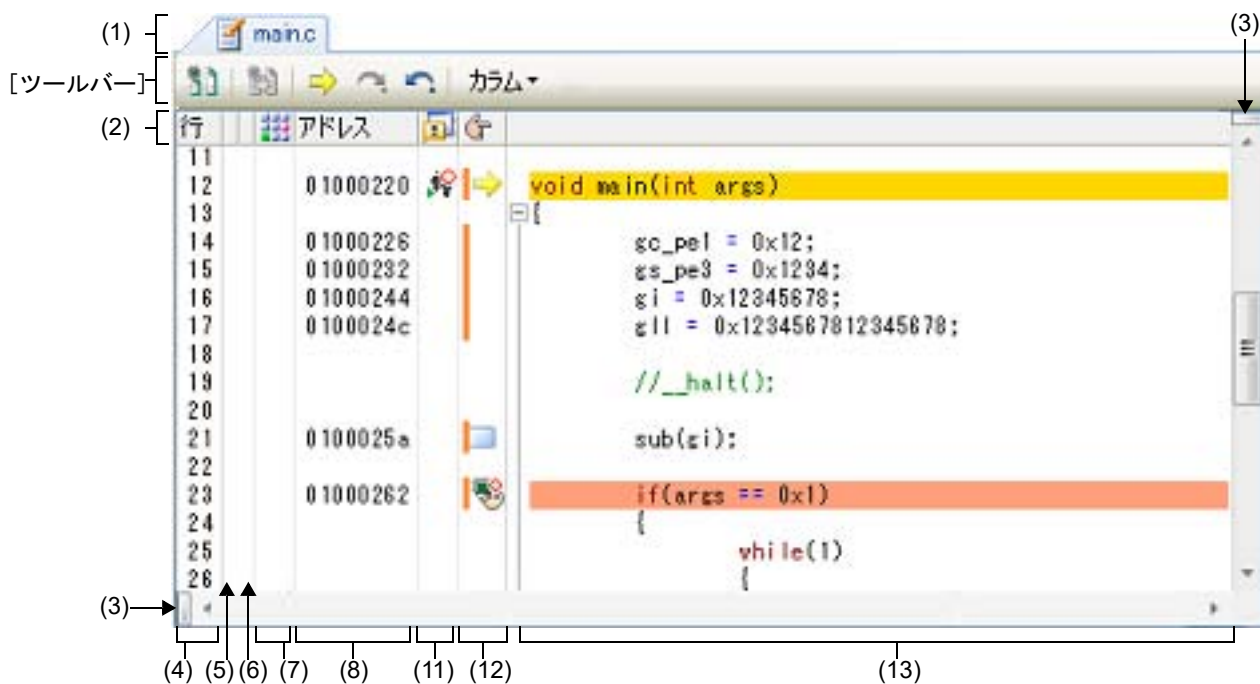 (1)
main.c
(3)
[ツールバー]
カラム
(2)
行 アドレス
11
12 01000220 void main(int args)
13 {
14 01000226 gc_pe1 = 0x12;
15 01000232 gs_pe3 = 0x1234;
16 01000244 gi = 0x12345678;
17 0100024c gll = 0x1234567812345678;
18
19 //__halt();
20
21 0100025a sub(gi);
22
23 01000262 if(args == 0x1)
24 {
25 while(1)
26 {
(3)
(4) (5) (6) (7) (8) (11) (12) (13)